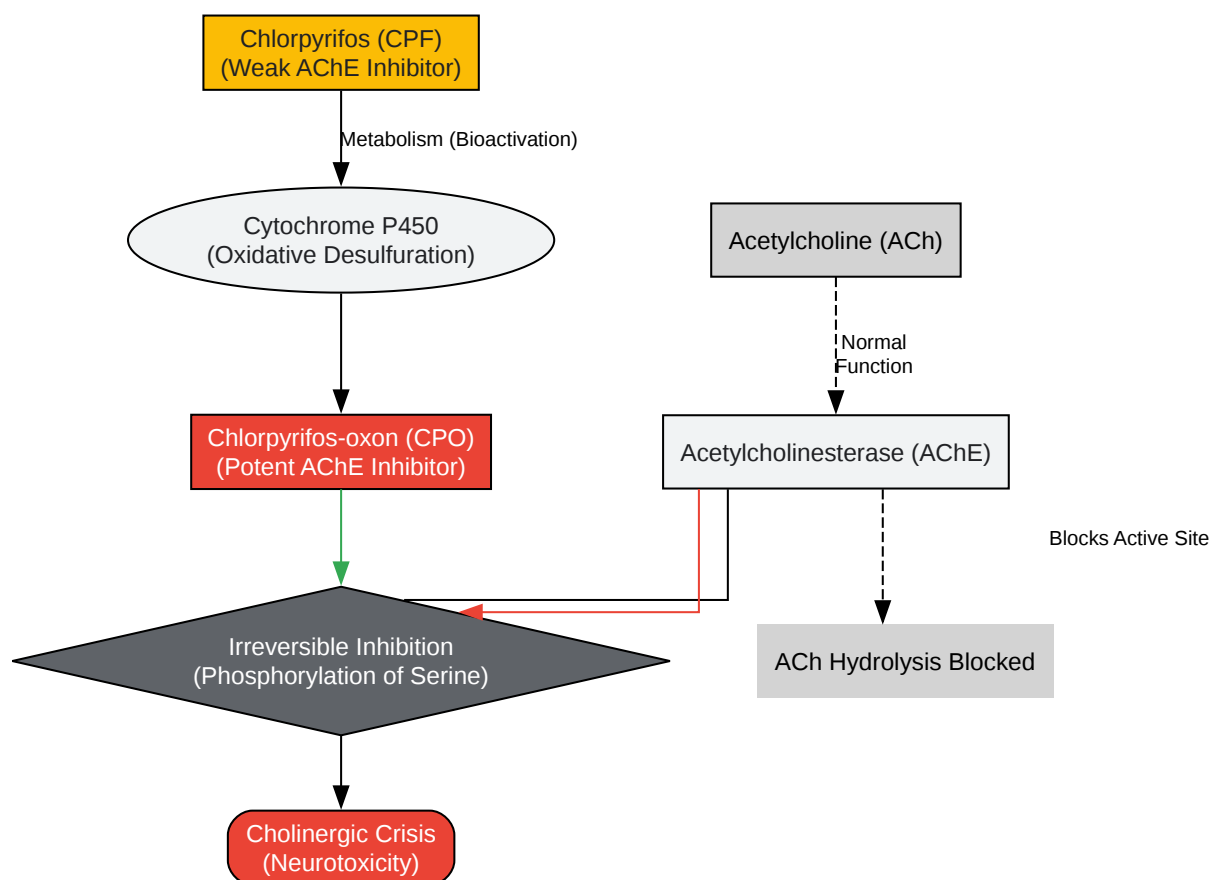 Chlorpyrifos (CPF)
(Weak AChE Inhibitor)
Metabolism (Bioactivation)
Cytochrome P450
(Oxidative Desulfuration)
Acetylcholine (ACh)
Normal
Function
Chlorpyrifos-oxon (CPO)
(Potent AChE Inhibitor)
Acetylcholinesterase (AChE)
Blocks Active Site
Irreversible Inhibition
(Phosphorylation of Serine)
ACh Hydrolysis Blocked
Cholinergic Crisis
(Neurotoxicity)